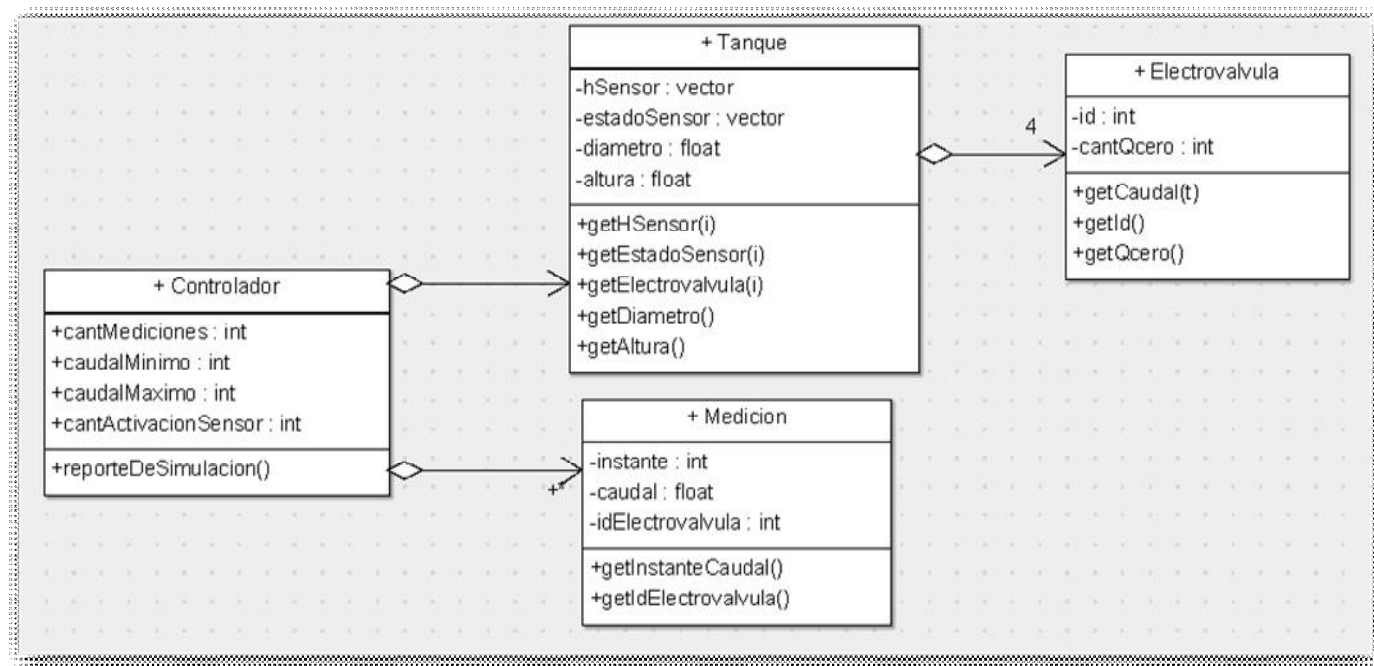 + Tanque
-hSensor : vector
-estadoSensor : vector
-diametro : float
-altura : float
+getHSensor(i)
+getEstadoSensor(i)
+getElectrovalvula(i)
+getDiametro()
+getAltura()
4
+ Electrovalvula
-id : int
-cantQcero : int
+getCaudal(t)
+getId()
+getQcero()
+ Controlador
+cantMediciones : int
+caudalMinimo : int
+caudalMaximo : int
+cantActivacionSensor : int
+reporteDeSimulacion()
+*
+ Medicion
-instante : int
-caudal : float
-idElectrovalvula : int
+getInstanteCaudal()
+getIdElectrovalvula()